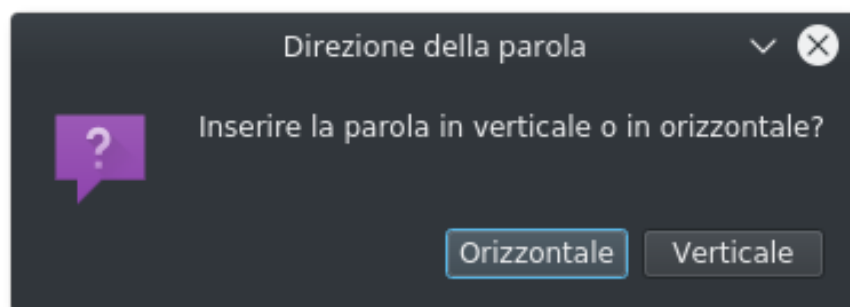 Direzione della parola
Inserire la parola in verticale o in orizzontale?
?
Orizzontale Verticale